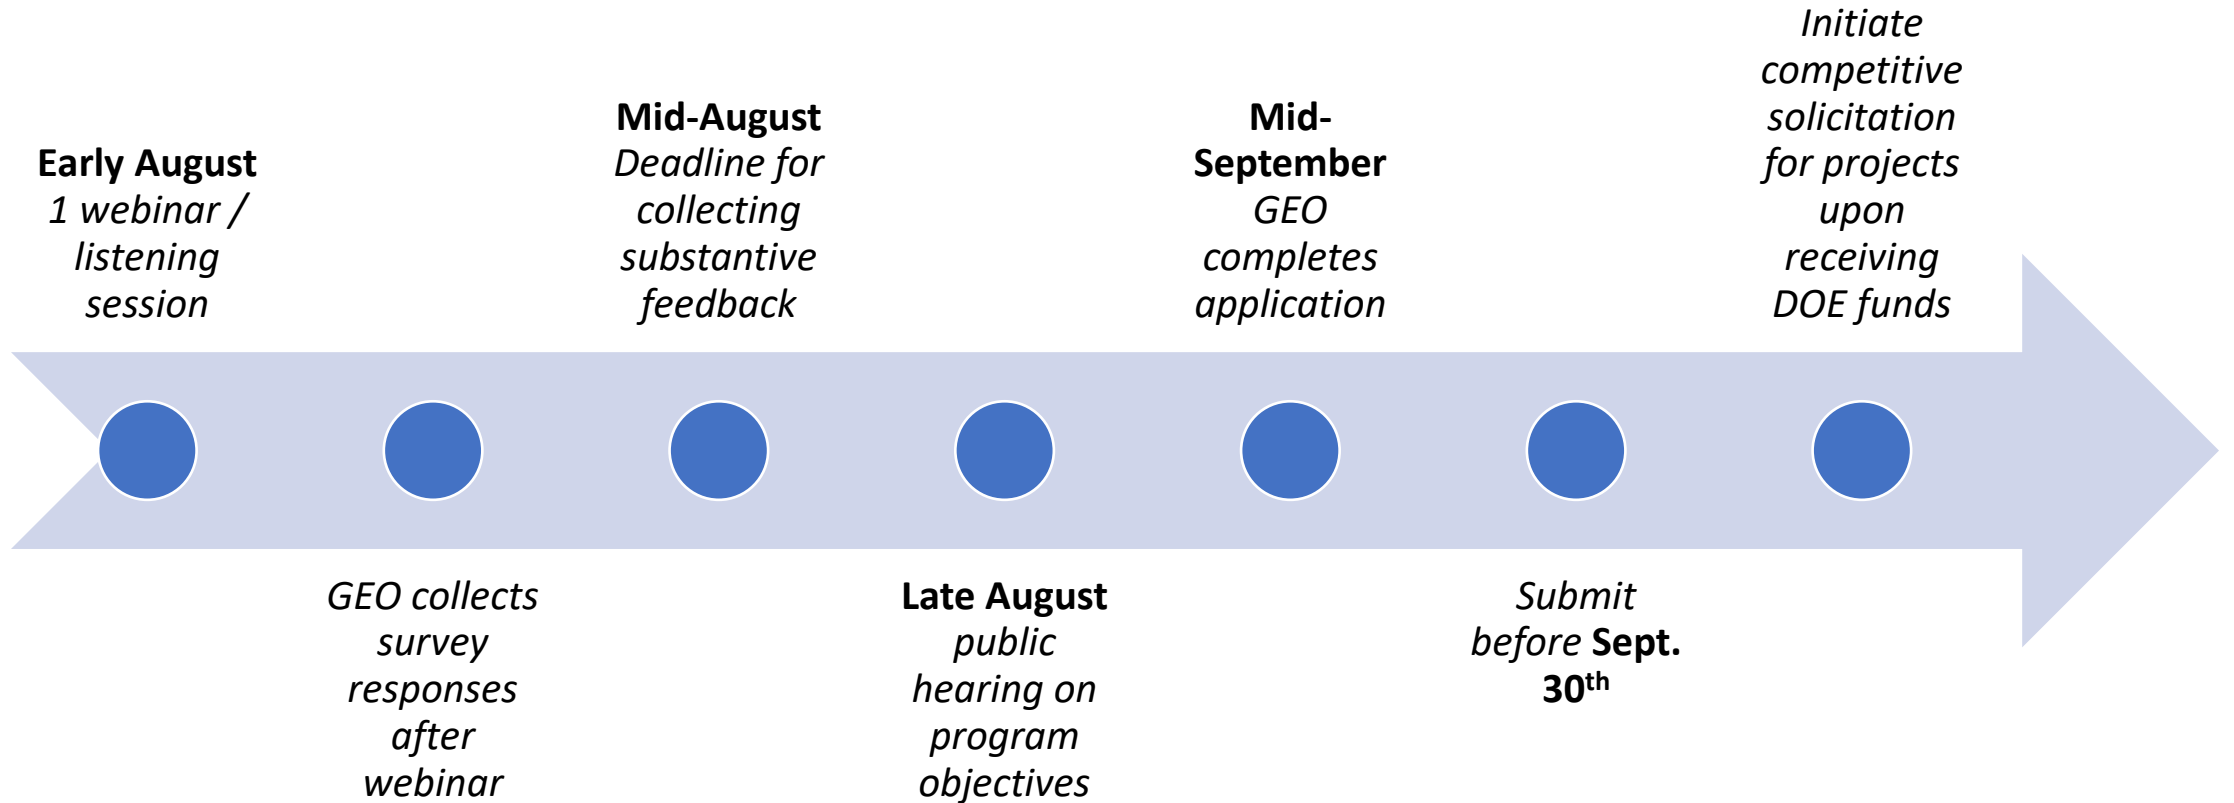 Early August
1 webinar /
listening
session
GEO collects
survey
responses
after
webinar
Mid-August
Deadline for
collecting
substantive
feedback
Late August
public
hearing on
program
objectives
Mid-
September
GEO
completes
application
Submit
before Sept.
30th
Initiate
competitive
solicitation
for projects
upon
receiving
DOE funds